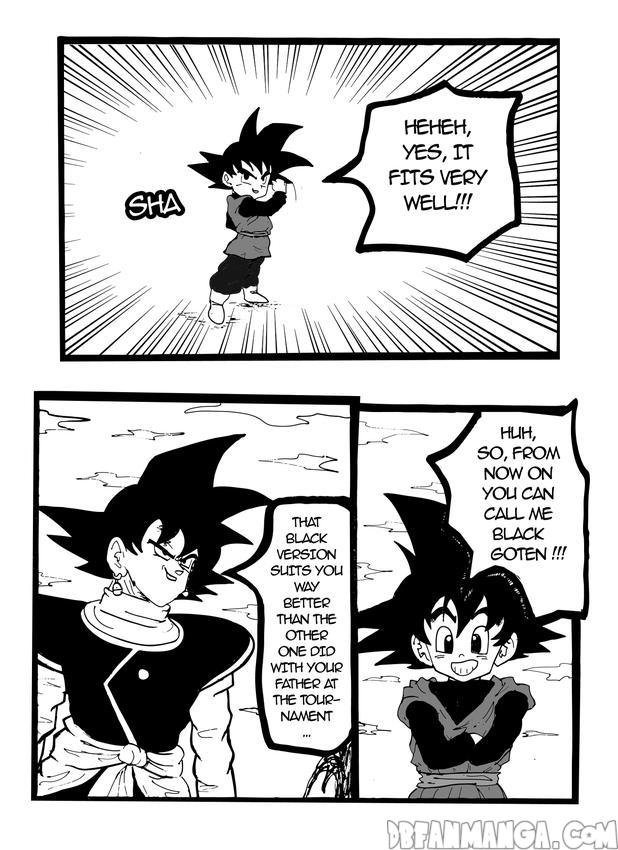 HEHEH,
YES, IT
FITS VERY
WELL!!!
SHA
THAT
BLACK
VERSION
SUITS YOU
WAY
BETTER
THAN THE
OTHER
ONE DID
WITH YOUR
FATHER AT
THE TOUR-
NAMENT
...
HUH,
SO, FROM
NOW ON
YOU CAN
CALL ME
BLACK
GOTEN !!!
DBFANMANGA.COM